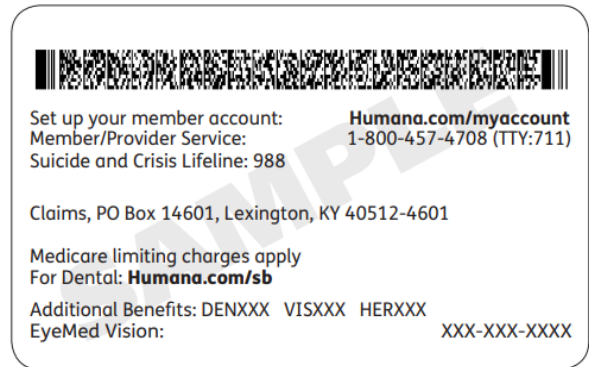 Set up your member account: Humana.com/myaccount
Member/Provider Service: 1-800-457-4708 (TTY:711)
Suicide and Crisis Lifeline: 988
Claims, PO Box 14601, Lexington, KY 40512-4601
Medicare limiting charges apply
For Dental: Humana.com/sb
Additional Benefits: DENXXX VISXXX HERXXX
EyeMed Vision: XXX-XXX-XXXX
SAMPLE